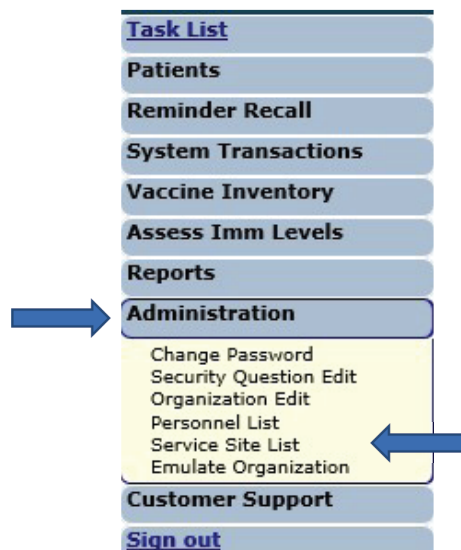 Task List
Patients
Reminder Recall
System Transactions
Vaccine Inventory
Assess Imm Levels
Reports
Administration
Change Password
Security Question Edit
Organization Edit
Personnel List
Service Site List
Emulate Organization
Customer Support
Sign out